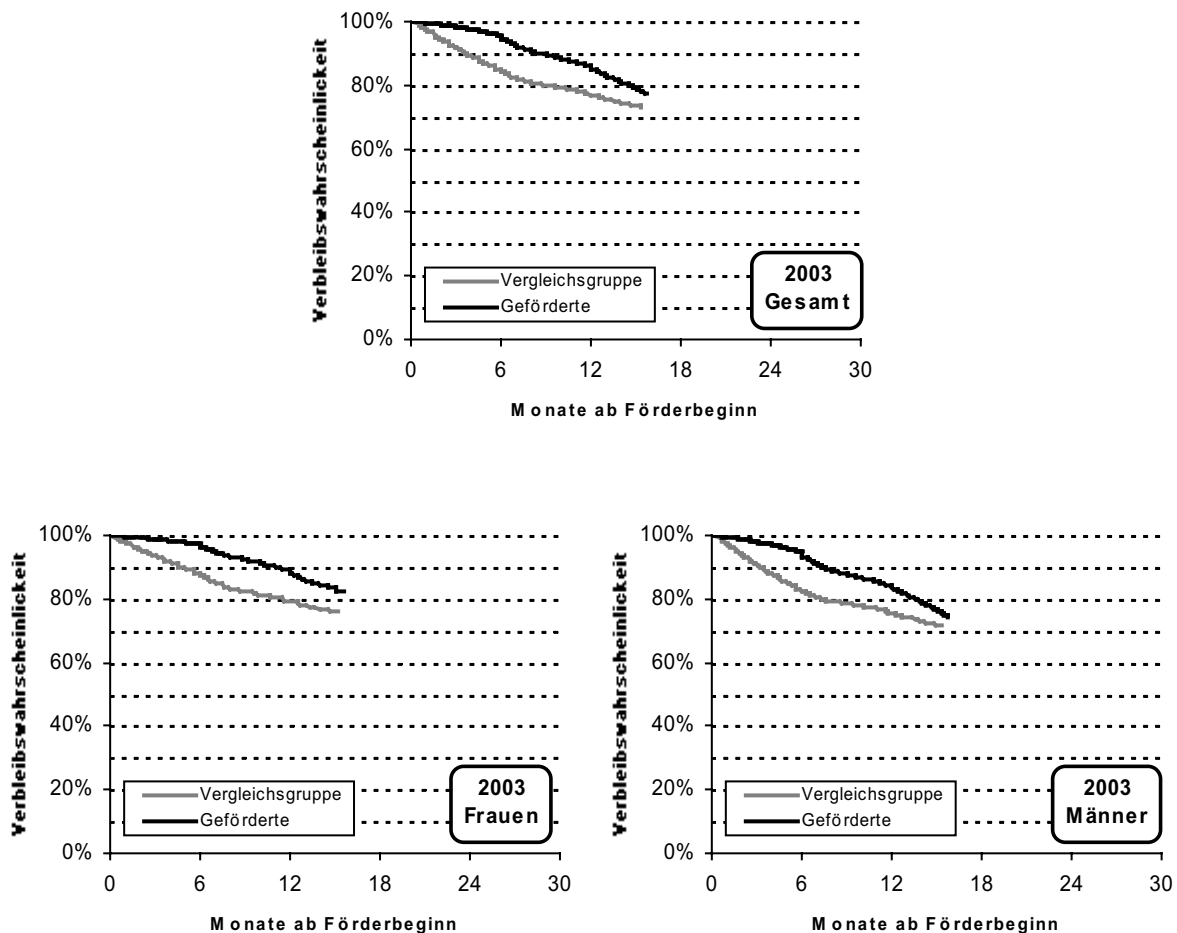 Verbleibswahrscheinlickeit
100%
80%
60%
40%
20%
0%
Vergleichsgruppe
Geförderte
2003
Gesamt
0 6 12 18 24 30
Monate ab Förderbeginn
Verbleibswahrscheinlickeit
100%
80%
60%
40%
20%
0%
Vergleichsgruppe
Geförderte
2003
Frauen
0 6 12 18 24 30
Monate ab Förderbeginn
Verbleibswahrscheinlickeit
100%
80%
60%
40%
20%
0%
Vergleichsgruppe
Geförderte
2003
Männer
0 6 12 18 24 30
Monate ab Förderbeginn